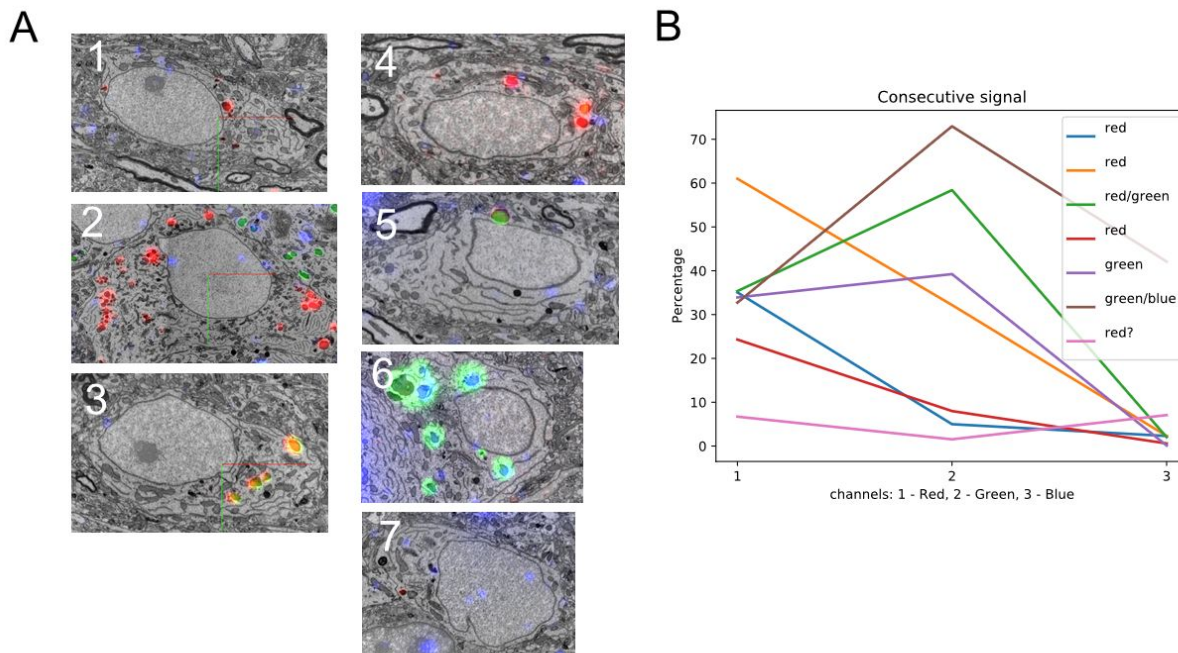 A
1
2
3
4
5
6
7
B
Consecutive signal
Percentage
70
60
50
40
30
20
10
0
1
2
3
channels: 1 - Red, 2 - Green, 3 - Blue
red
red
red/green
red
green
green/blue
red?